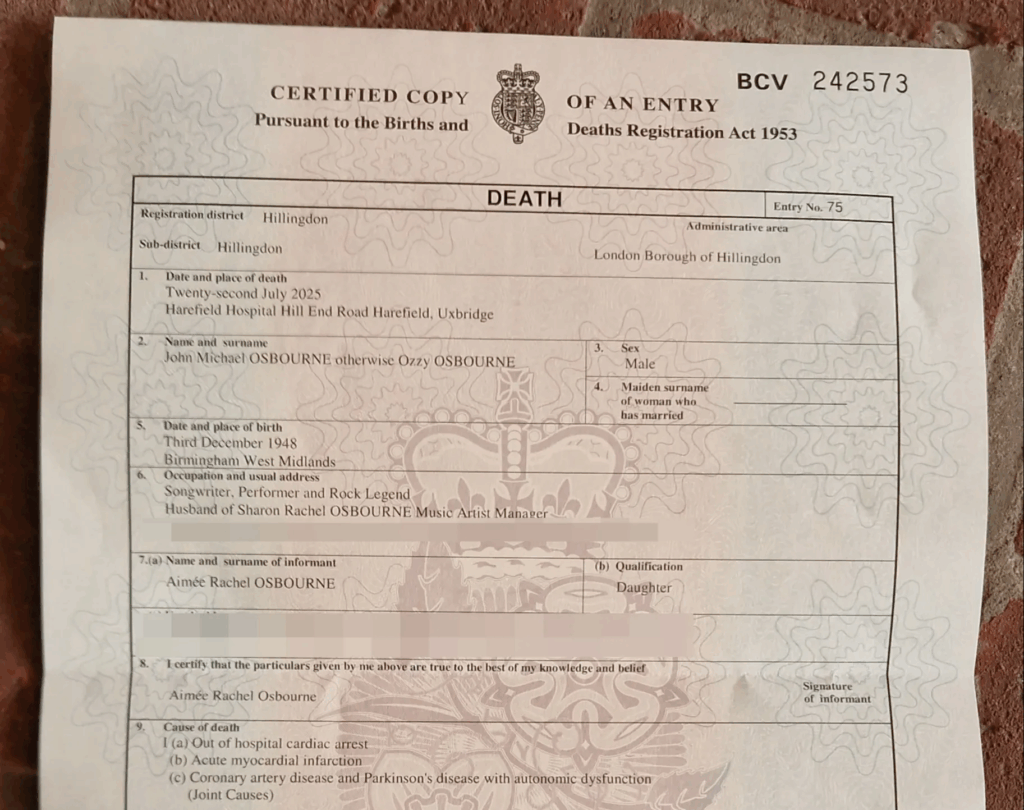 BCV 242573
CERTIFIED COPY OF AN ENTRY
Pursuant to the Births and Deaths Registration Act 1953
DEATH
Entry No. 75
Registration district Hillingdon
Administrative area
Sub-district Hillingdon
London Borough of Hillingdon
1. Date and place of death
Twenty-second July 2025
Harefield Hospital Hill End Road Harefield, Uxbridge
2. Name and surname
John Michael OSBOURNE otherwise Ozzy OSBOURNE
3. Sex
Male
4. Maiden surname
of woman who
has married
5. Date and place of birth
Third December 1948
Birmingham West Midlands
6. Occupation and usual address
Songwriter, Performer and Rock Legend
Husband of Sharon Rachel OSBOURNE Music Artist Manager
7.(a) Name and surname of informant
Aimée Rachel OSBOURNE
(b) Qualification
Daughter
8. I certify that the particulars given by me above are true to the best of my knowledge and belief
Aimée Rachel Osbourne
Signature
of informant
9. Cause of death
I (a) Out of hospital cardiac arrest
(b) Acute myocardial infarction
(c) Coronary artery disease and Parkinson's disease with autonomic dysfunction
(Joint Causes)